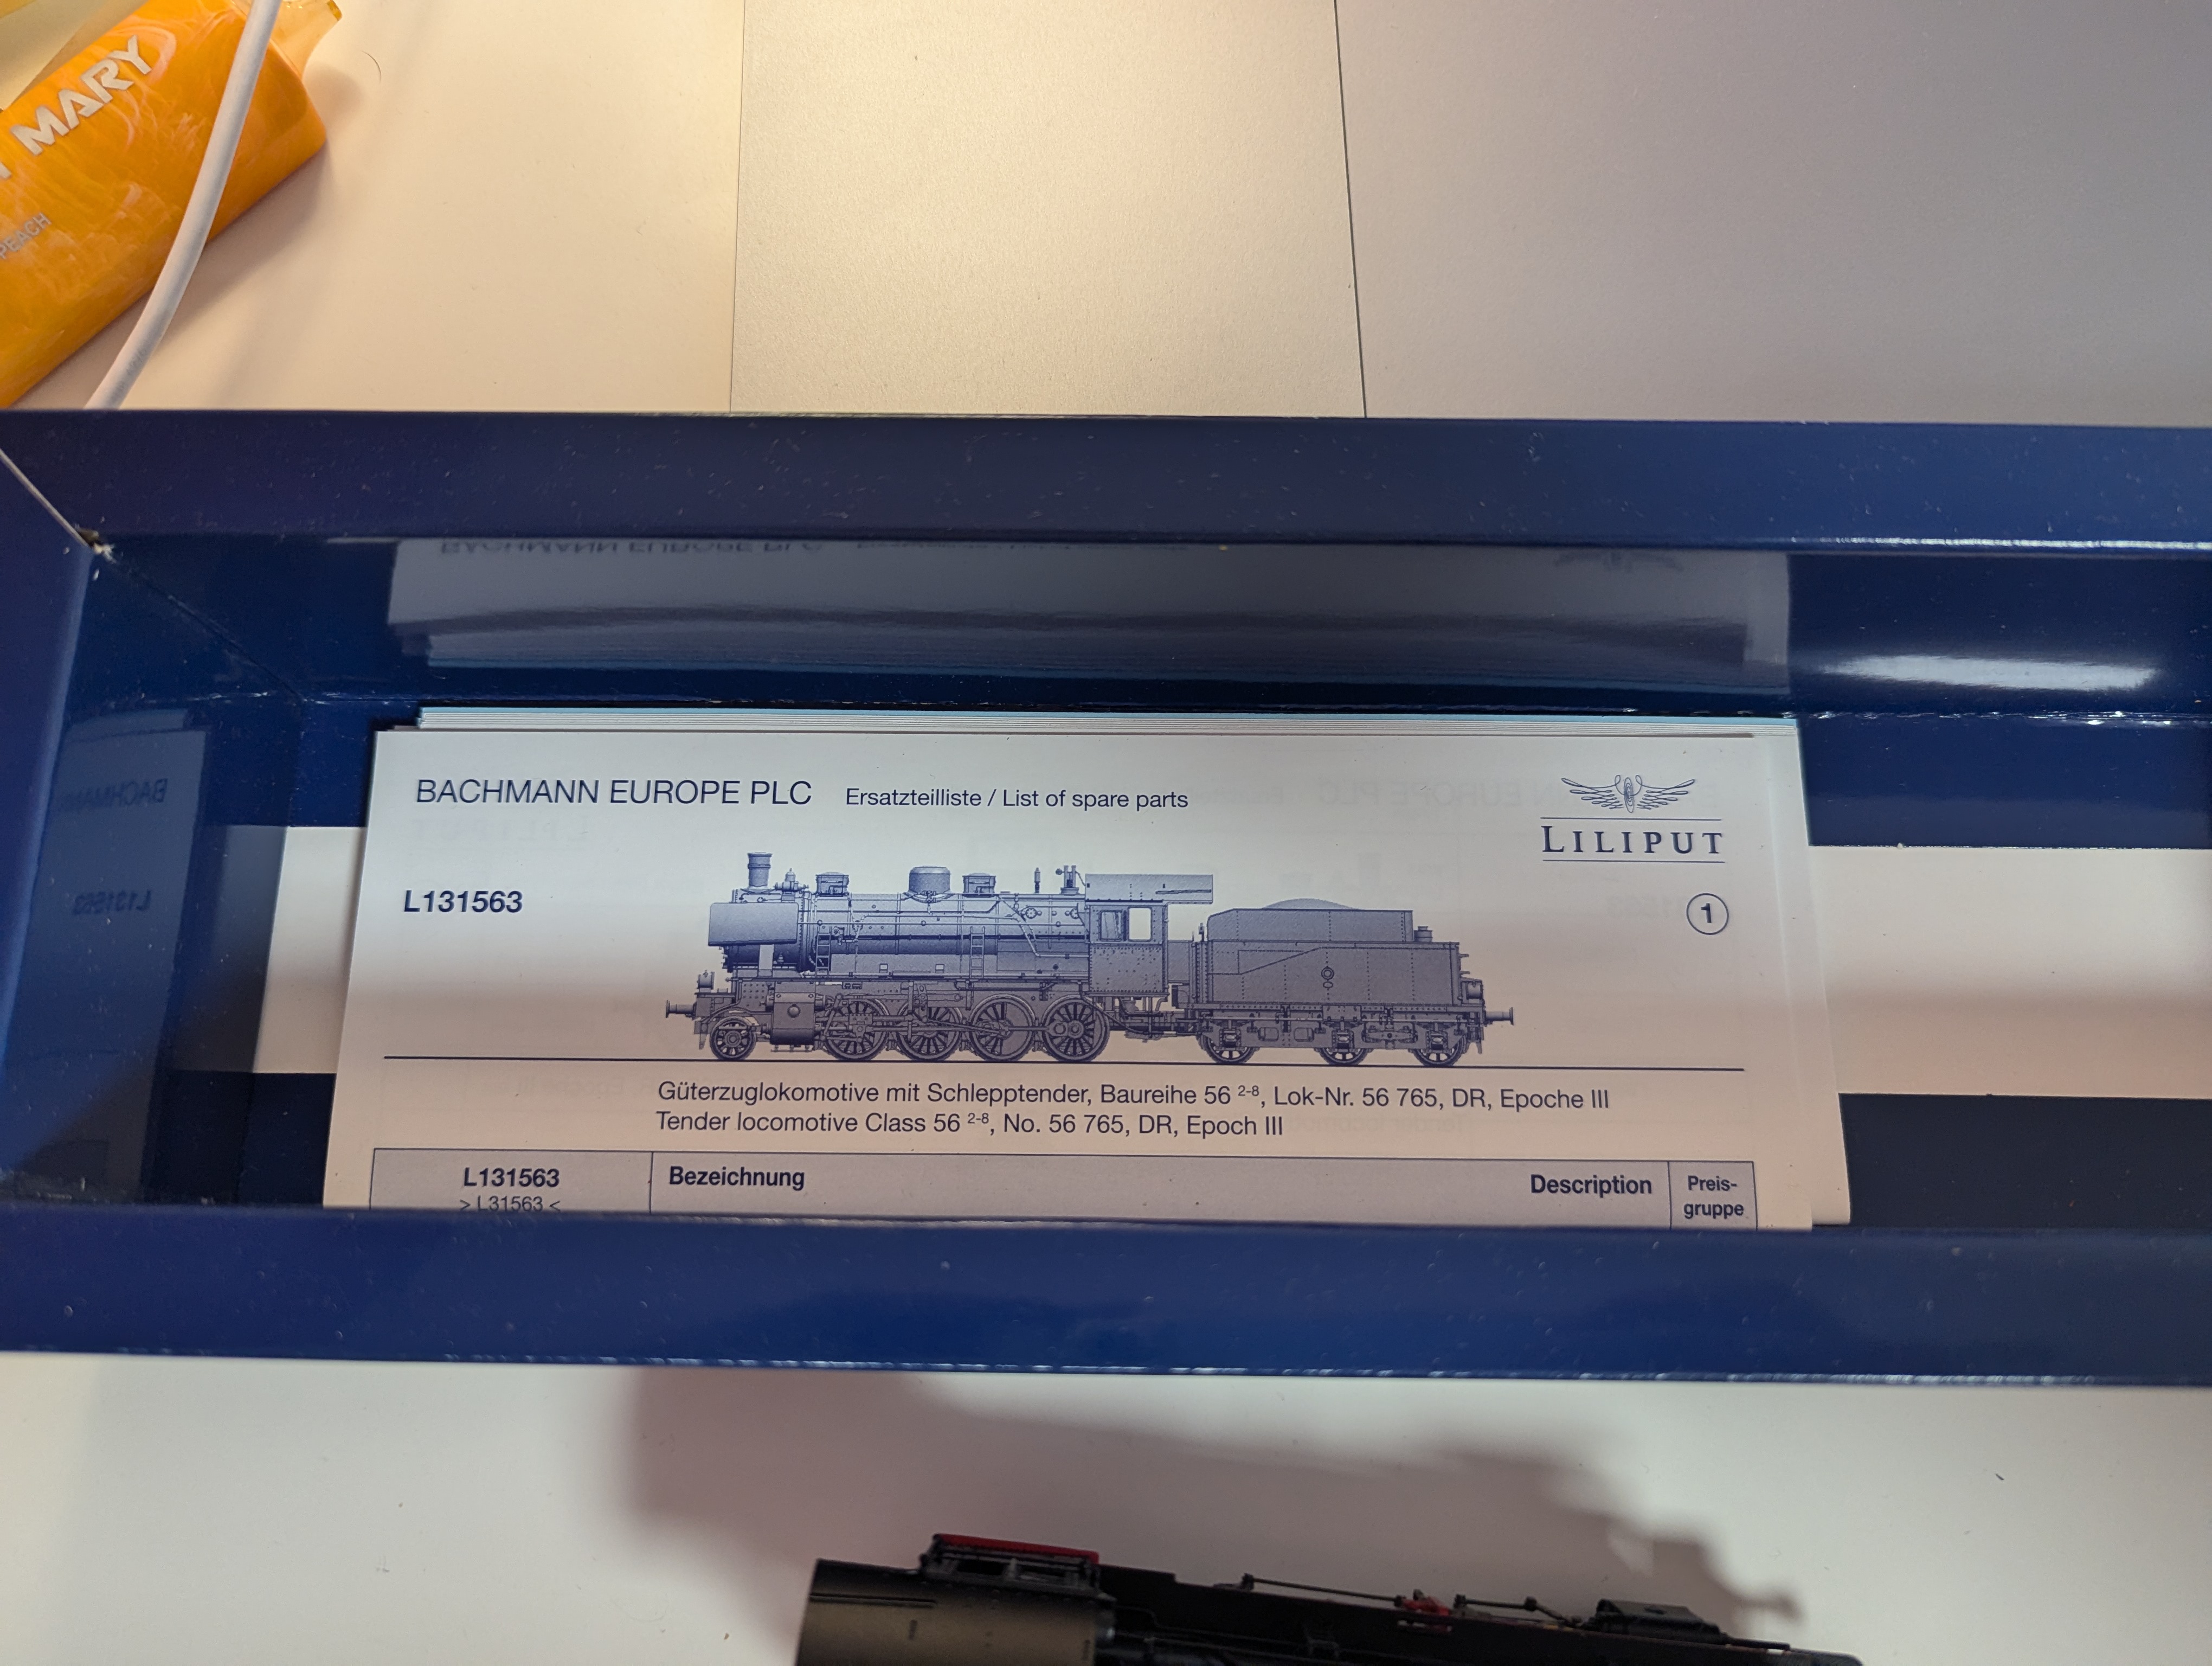 MARY
PEACH
BACHMANN EUROPE PLC Ersatzteilliste / List of spare parts
LILIPUT
L131563
1
Güterzuglokomotive mit Schlepptender, Baureihe 56 2-8, Lok-Nr. 56 765, DR, Epoche III
Tender locomotive Class 56 2-8, No. 56 765, DR, Epoch III
L131563 Bezeichnung Description Preis-
> L31563 < gruppe